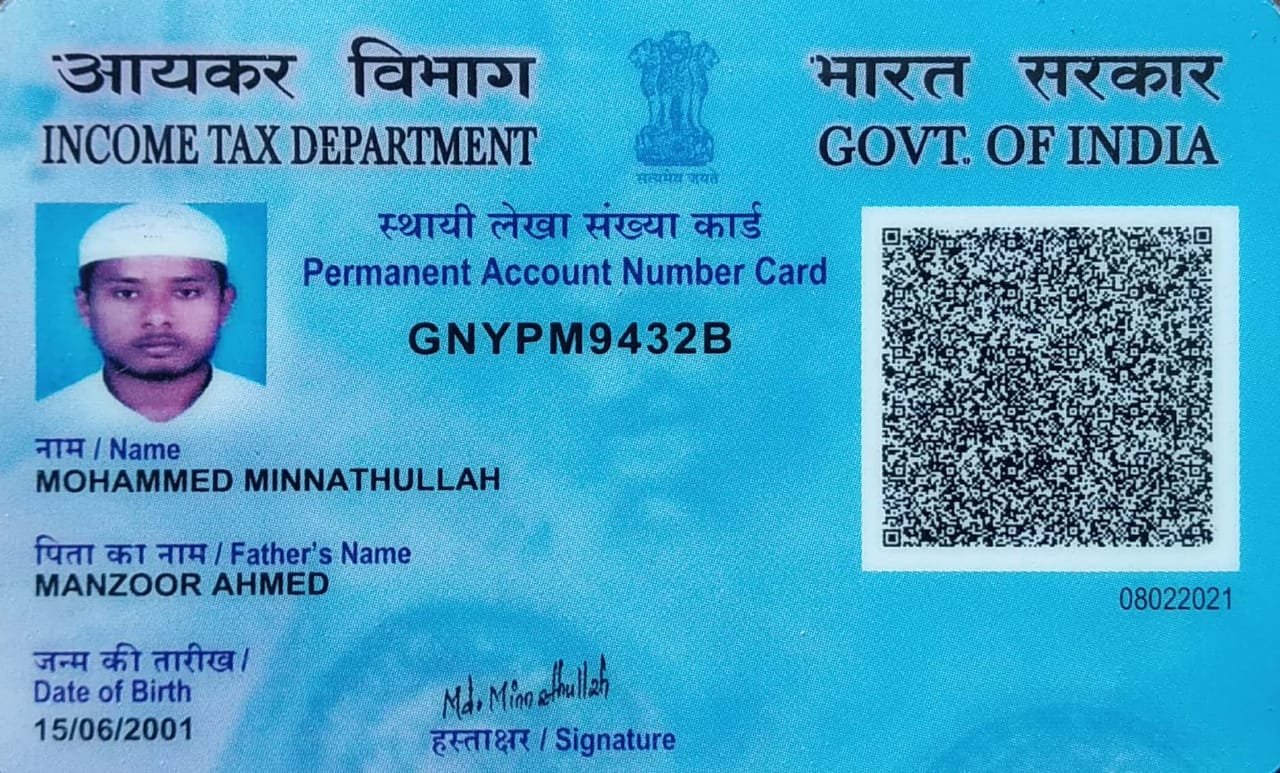 आयकर विभाग
INCOME TAX DEPARTMENT
सत्यमेव जयते
भारत सरकार
GOVT. OF INDIA
स्थायी लेखा संख्या कार्ड
Permanent Account Number Card
GNYPM9432B
नाम / Name
MOHAMMED MINNATHULLAH
पिता का नाम / Father's Name
MANZOOR AHMED
08022021
जन्म की तारीख /
Date of Birth
15/06/2001
Md. Minnathullah
हस्ताक्षर / Signature